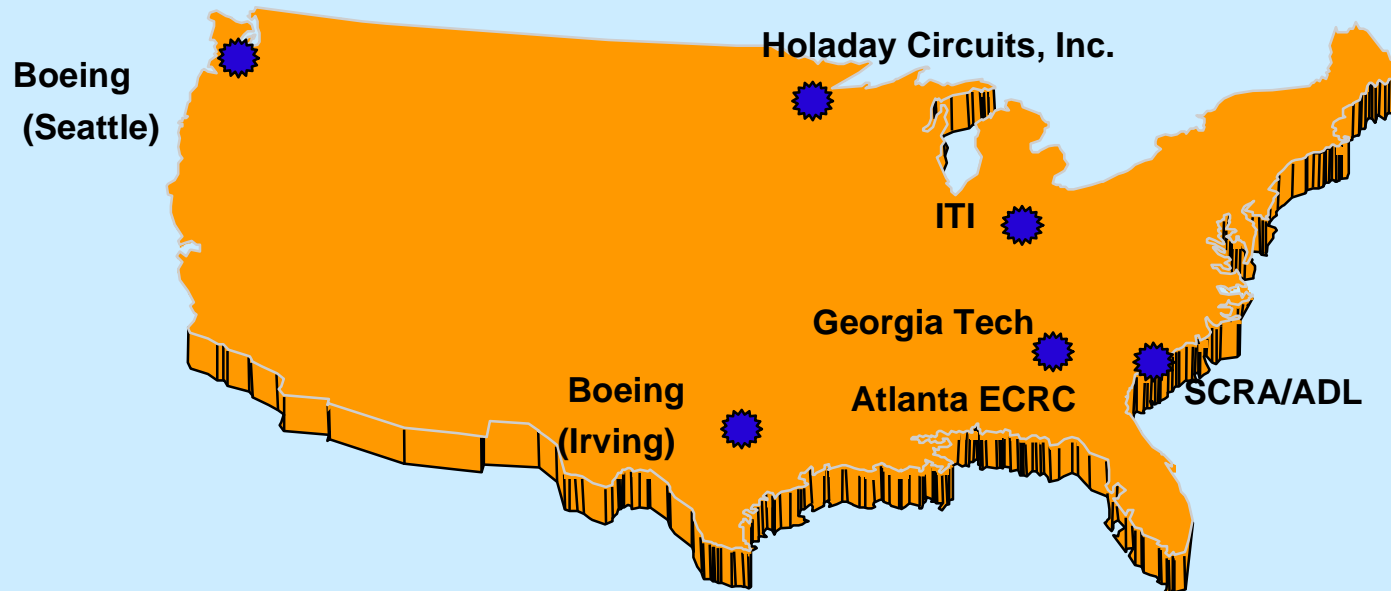 Holaday Circuits, Inc.
Boeing
(Seattle)
ITI
Georgia Tech
Boeing
(Irving)
Atlanta ECRC
SCRA/ADL